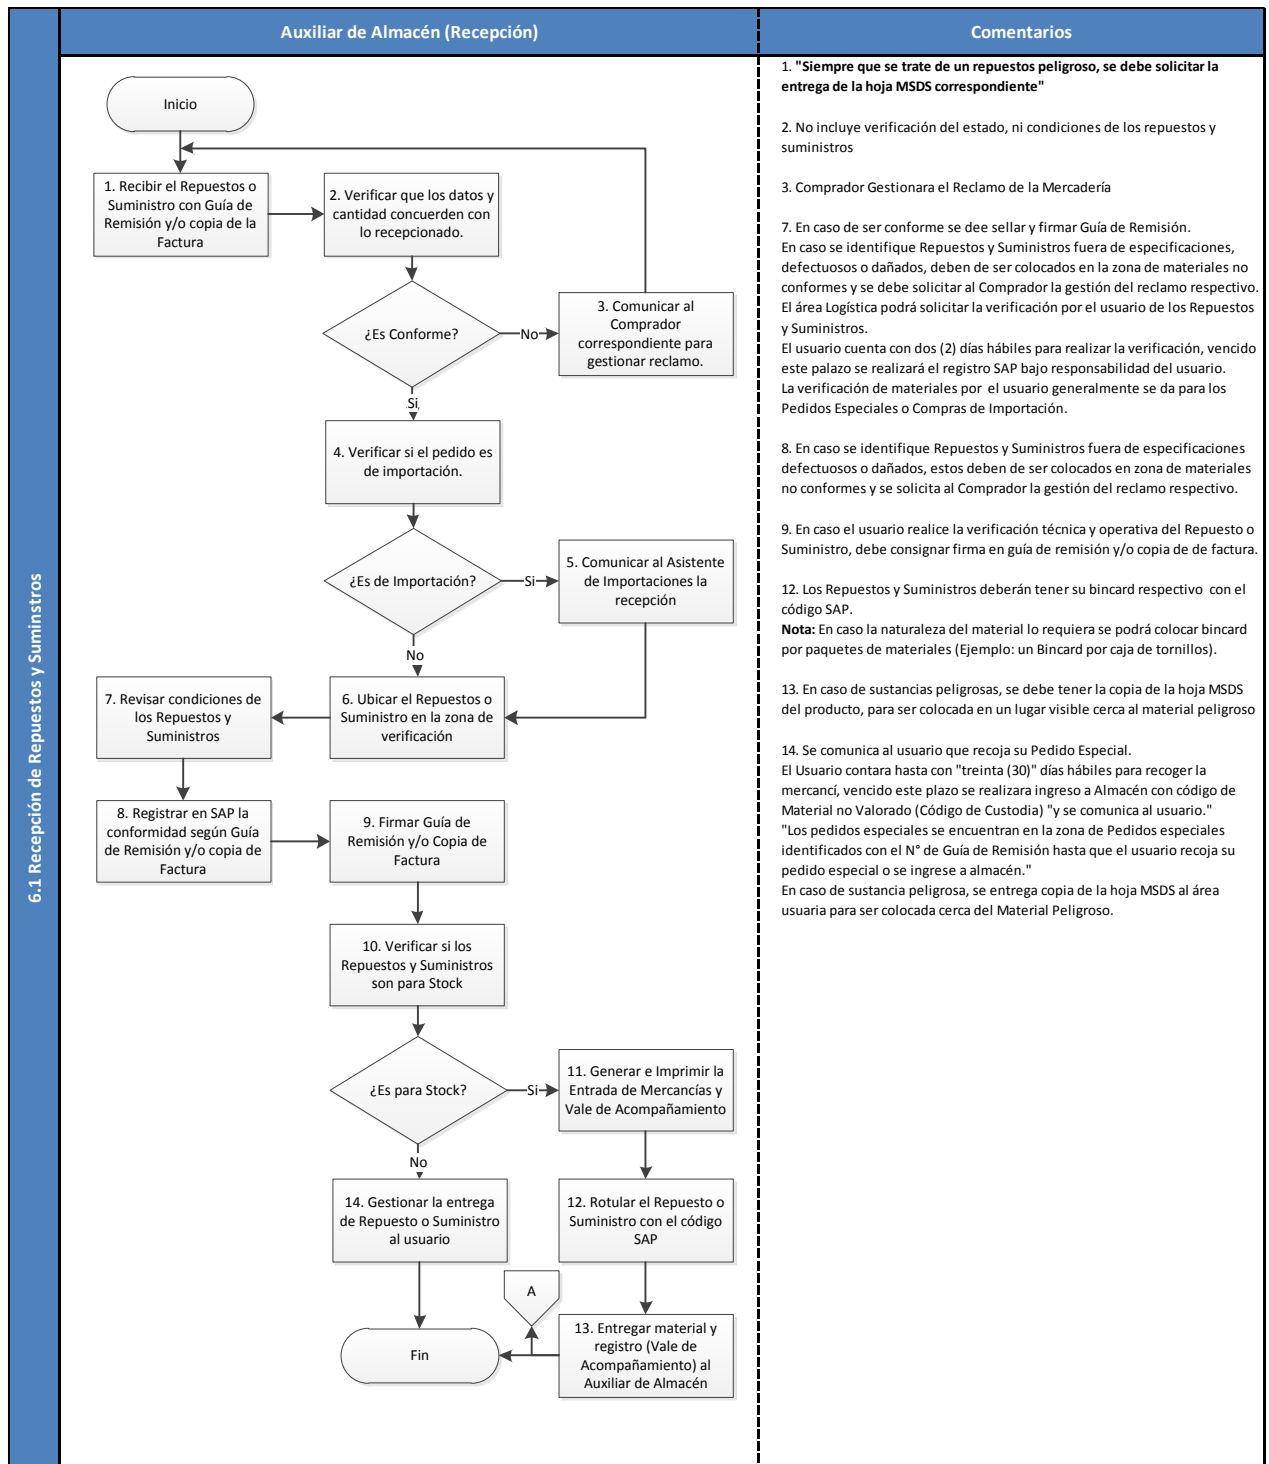 Auxiliar de Almacén (Recepción)
Comentarios
6.1 Recepción de Repuestos y Suminstros
Inicio
1. Recibir el Repuestos o
Suministro con Guía de
Remisión y/o copia de la
Factura
2. Verificar que los datos y
cantidad concuerden con
lo recepcionado.
¿Es Conforme?
No
3. Comunicar al
Comprador
correspondiente para
gestionar reclamo.
Si
4. Verificar si el pedido es
de importación.
¿Es de Importación?
Si
5. Comunicar al Asistente
de Importaciones la
recepción
No
6. Ubicar el Repuestos o
Suministro en la zona de
verificación
7. Revisar condiciones de
los Repuestos y
Suministros
8. Registrar en SAP la
conformidad según Guía
de Remisión y/o copia de
Factura
9. Firmar Guía de
Remisión y/o Copia de
Factura
10. Verificar si los
Repuestos y Suministros
son para Stock
¿Es para Stock?
Si
11. Generar e Imprimir la
Entrada de Mercancías y
Vale de Acompañamiento
No
14. Gestionar la entrega
de Repuesto o Suministro
al usuario
12. Rotular el Repuesto o
Suministro con el código
SAP
A
13. Entregar material y
registro (Vale de
Acompañamiento) al
Auxiliar de Almacén
Fin
1. "Siempre que se trate de un repuestos peligroso, se debe solicitar la
entrega de la hoja MSDS correspondiente"
2. No incluye verificación del estado, ni condiciones de los repuestos y
suministros
3. Comprador Gestionara el Reclamo de la Mercadería
7. En caso de ser conforme se dee sellar y firmar Guía de Remisión.
En caso se identifique Repuestos y Suministros fuera de especificaciones,
defectuosos o dañados, deben de ser colocados en la zona de materiales no
conformes y se debe solicitar al Comprador la gestión del reclamo respectivo.
El área Logística podrá solicitar la verificación por el usuario de los Repuestos
y Suministros.
El usuario cuenta con dos (2) días hábiles para realizar la verificación, vencido
este palazo se realizará el registro SAP bajo responsabilidad del usuario.
La verificación de materiales por el usuario generalmente se da para los
Pedidos Especiales o Compras de Importación.
8. En caso se identifique Repuestos y Suministros fuera de especificaciones
defectuosos o dañados, estos deben de ser colocados en zona de materiales
no conformes y se solicita al Comprador la gestión del reclamo respectivo.
9. En caso el usuario realice la verificación técnica y operativa del Repuesto o
Suministro, debe consignar firma en guía de remisión y/o copia de de factura.
12. Los Repuestos y Suministros deberán tener su bincard respectivo con el
código SAP.
Nota: En caso la naturaleza del material lo requiera se podrá colocar bincard
por paquetes de materiales (Ejemplo: un Bincard por caja de tornillos).
13. En caso de sustancias peligrosas, se debe tener la copia de la hoja MSDS
del producto, para ser colocada en un lugar visible cerca al material peligroso
14. Se comunica al usuario que recoja su Pedido Especial.
El Usuario contara hasta con "treinta (30)" días hábiles para recoger la
mercancí, vencido este plazo se realizara ingreso a Almacén con código de
Material no Valorado (Código de Custodia) "y se comunica al usuario."
"Los pedidos especiales se encuentran en la zona de Pedidos especiales
identificados con el N° de Guía de Remisión hasta que el usuario recoja su
pedido especial o se ingrese a almacén."
En caso de sustancia peligrosa, se entrega copia de la hoja MSDS al área
usuaria para ser colocada cerca del Material Peligroso.